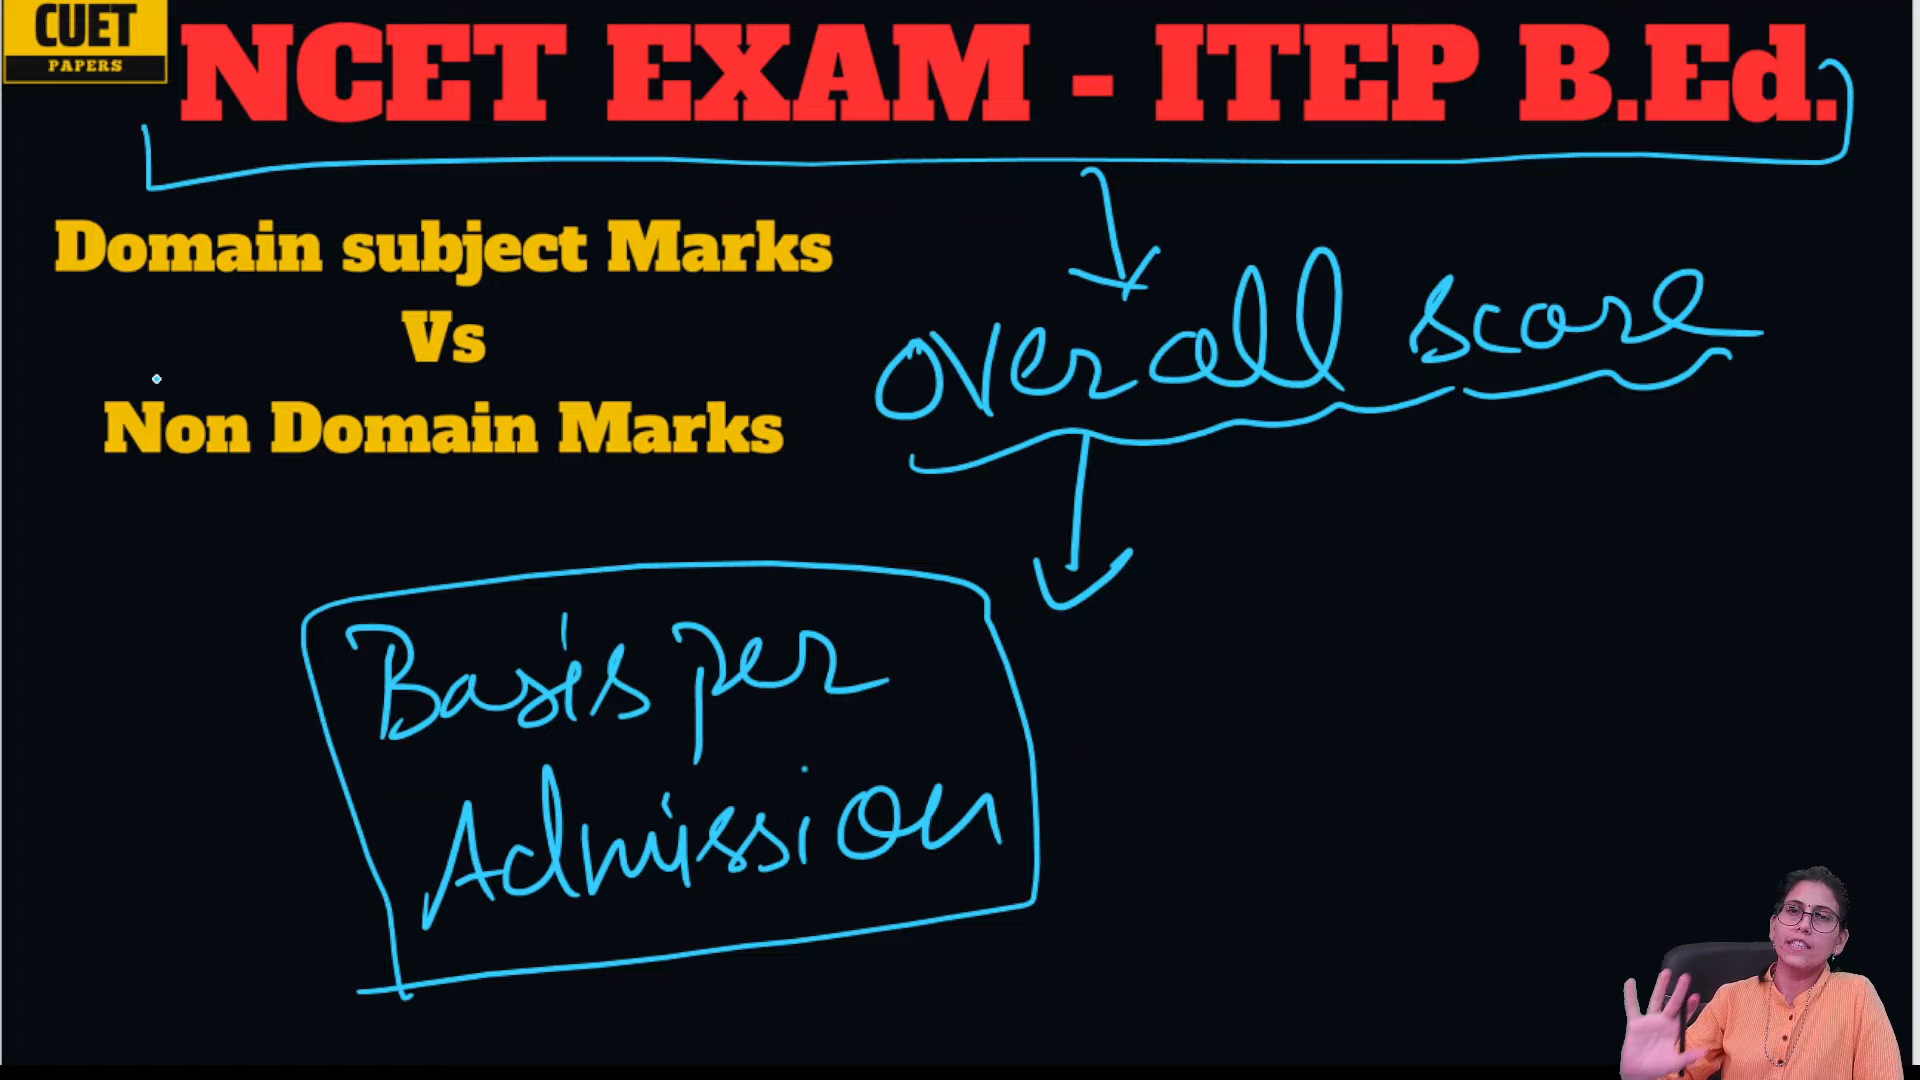 CUET
PAPERS
NCET EXAM - ITEP B.Ed.
Domain subject Marks
Vs
Non Domain Marks
overall score
Basis per
Admission